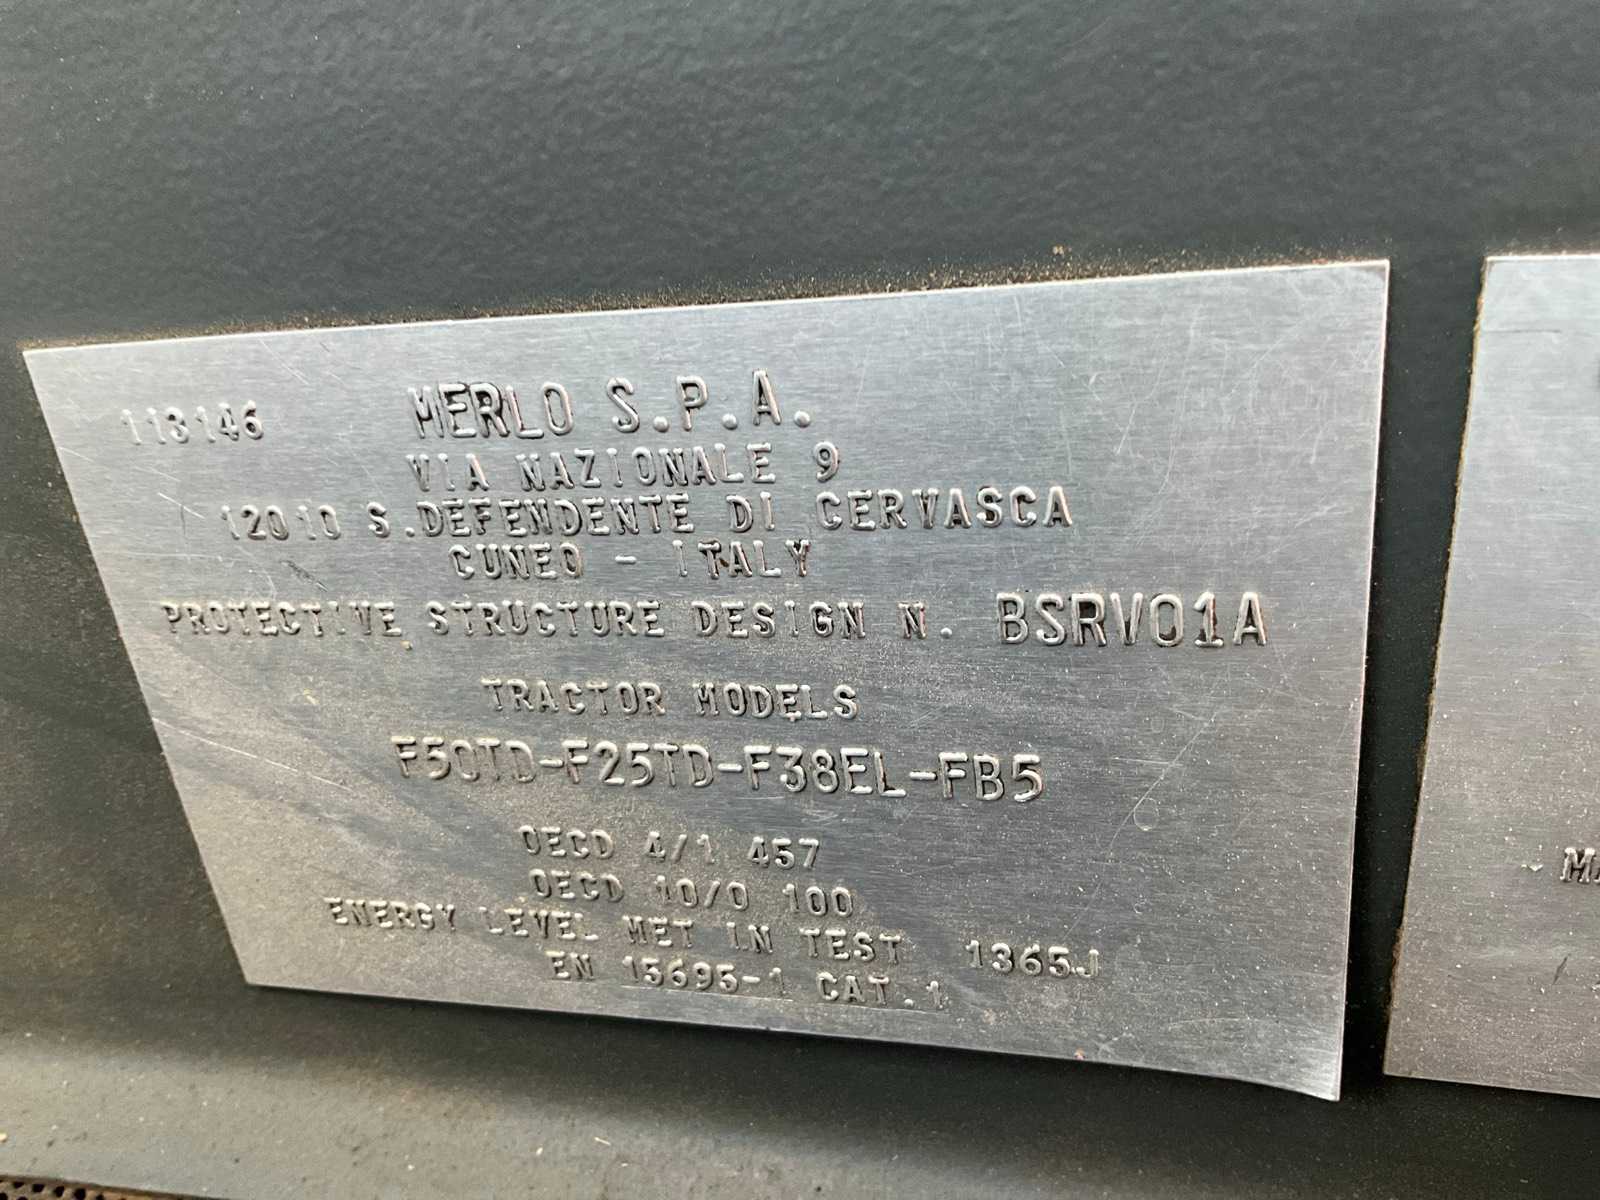 113146 MERLO S.P.A.
VIA NAZIONALE 9
12010 S.DEFENDENTE DI CERVASCA
CUNEO - ITALY
PROTECTIVE STRUCTURE DESIGN N. BSRV01A
TRACTOR MODELS
F50TD-F25TD-F38EL-FB5
OECD 4/1 457
OECD 10/0 100
ENERGY LEVEL MET IN TEST 1365J
EN 15695-1 CAT.1